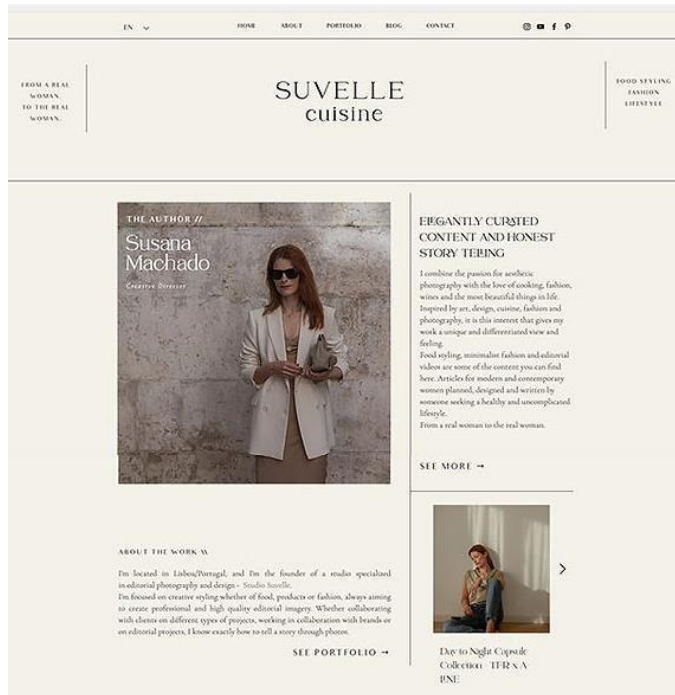 EN
HOME ABOUT PORTFOLIO BLOG CONTACT
FROM A REAL
WOMAN,
TO THE REAL
WOMAN.
SUVELLE
cuisine
FOOD STYLING
FASHION
LIFESTYLE
THE AUTHOR //
Susana
Machado
Creative Director
ELEGANTLY CURATED
CONTENT AND HONEST
STORY TELLING
I combine the passion for aesthetic
photography with the love of cooking, fashion,
wines and the most beautiful things in life.
Inspired by art, design, cuisine, fashion and
photography, it is this interest that gives my
work a unique and differentiated view and
feeling.
Food styling, minimalist fashion and editorial
videos are some of the content you can find
here. Articles for modern and contemporary
women planned, designed and written by
someone seeking a healthy and uncomplicated
lifestyle.
From a real woman to the real woman.
SEE MORE →
ABOUT THE WORK \\
I'm located in Lisboa/Portugal, and I'm the founder of a studio specialized
in editorial photography and design – Studio Suvelle.
I'm focused on creative styling whether of food, products or fashion, always aiming
to create professional and high quality editorial imagery. Whether collaborating
with clients on different types of projects, working in collaboration with brands or
on editorial projects, I know exactly how to tell a story through photos.
SEE PORTFOLIO →
Day to Night Capsule
Collection - TFR x A-
LINE